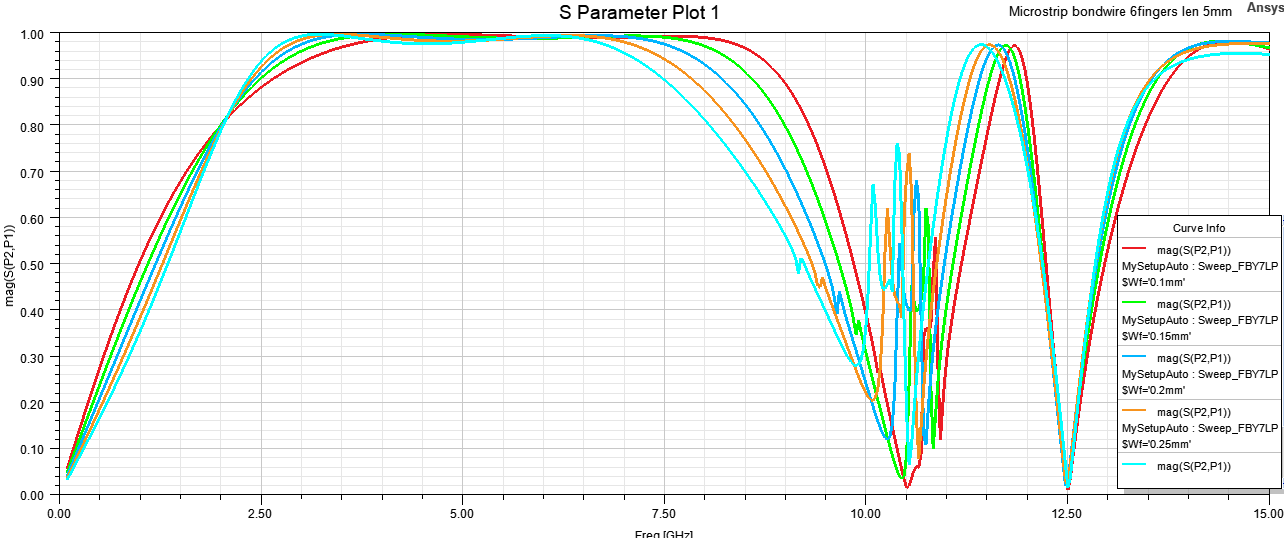 S Parameter Plot 1
Microstrip bondwire 6fingers len 5mm
Ansys
1.00
0.90
0.80
0.70
0.60
0.50
0.40
0.30
0.20
0.10
0.00
mag(S(P2,P1))
0.00 2.50 5.00 7.50 10.00 12.50 15.00
Freq [GHz]
Curve Info
mag(S(P2,P1))
MySetupAuto : Sweep_FBY7LP
$Wf='0.1mm'
mag(S(P2,P1))
MySetupAuto : Sweep_FBY7LP
$Wf='0.15mm'
mag(S(P2,P1))
MySetupAuto : Sweep_FBY7LP
$Wf='0.2mm'
mag(S(P2,P1))
MySetupAuto : Sweep_FBY7LP
$Wf='0.25mm'
mag(S(P2,P1))